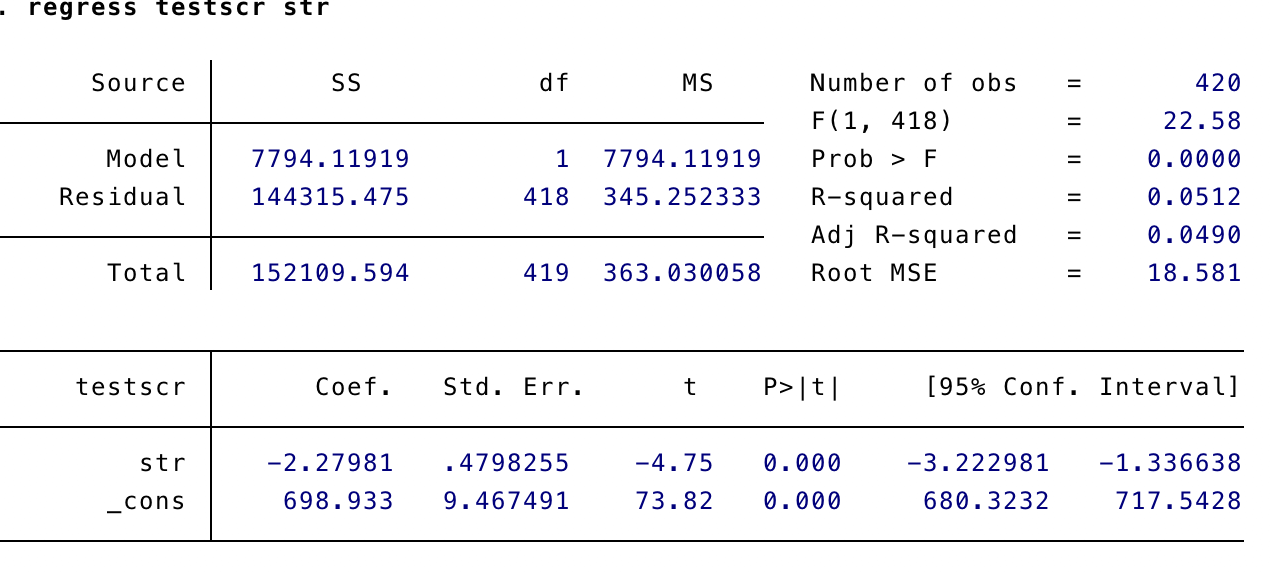 . regress testscr str
Source | SS df MS Number of obs = 420
F(1, 418) = 22.58
Model | 7794.11919 1 7794.11919 Prob > F = 0.0000
Residual | 144315.475 418 345.252333 R-squared = 0.0512
Adj R-squared = 0.0490
Total | 152109.594 419 363.030058 Root MSE = 18.581
testscr | Coef. Std. Err. t P>|t| [95% Conf. Interval]
str | -2.27981 .4798255 -4.75 0.000 -3.222981 -1.336638
_cons | 698.933 9.467491 73.82 0.000 680.3232 717.5428